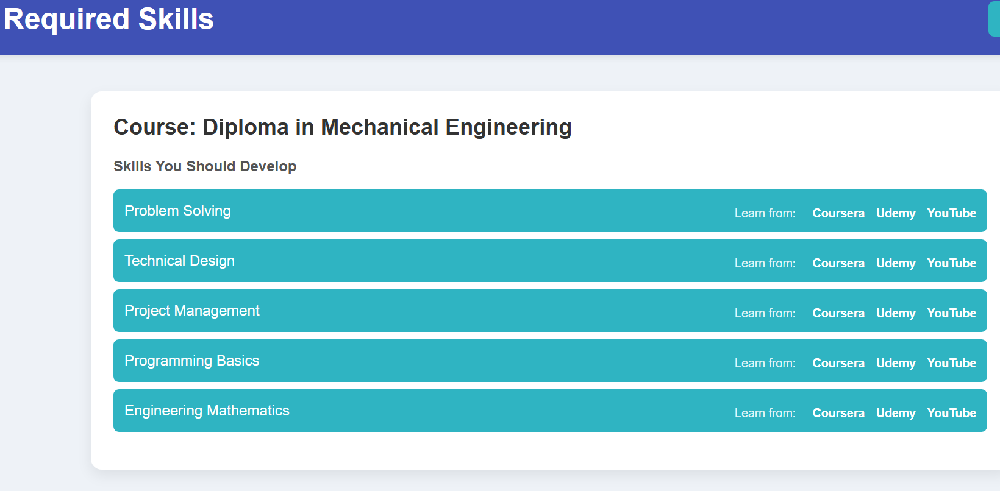 Required Skills
Course: Diploma in Mechanical Engineering
Skills You Should Develop
Problem Solving Learn from: Coursera Udemy YouTube
Technical Design Learn from: Coursera Udemy YouTube
Project Management Learn from: Coursera Udemy YouTube
Programming Basics Learn from: Coursera Udemy YouTube
Engineering Mathematics Learn from: Coursera Udemy YouTube